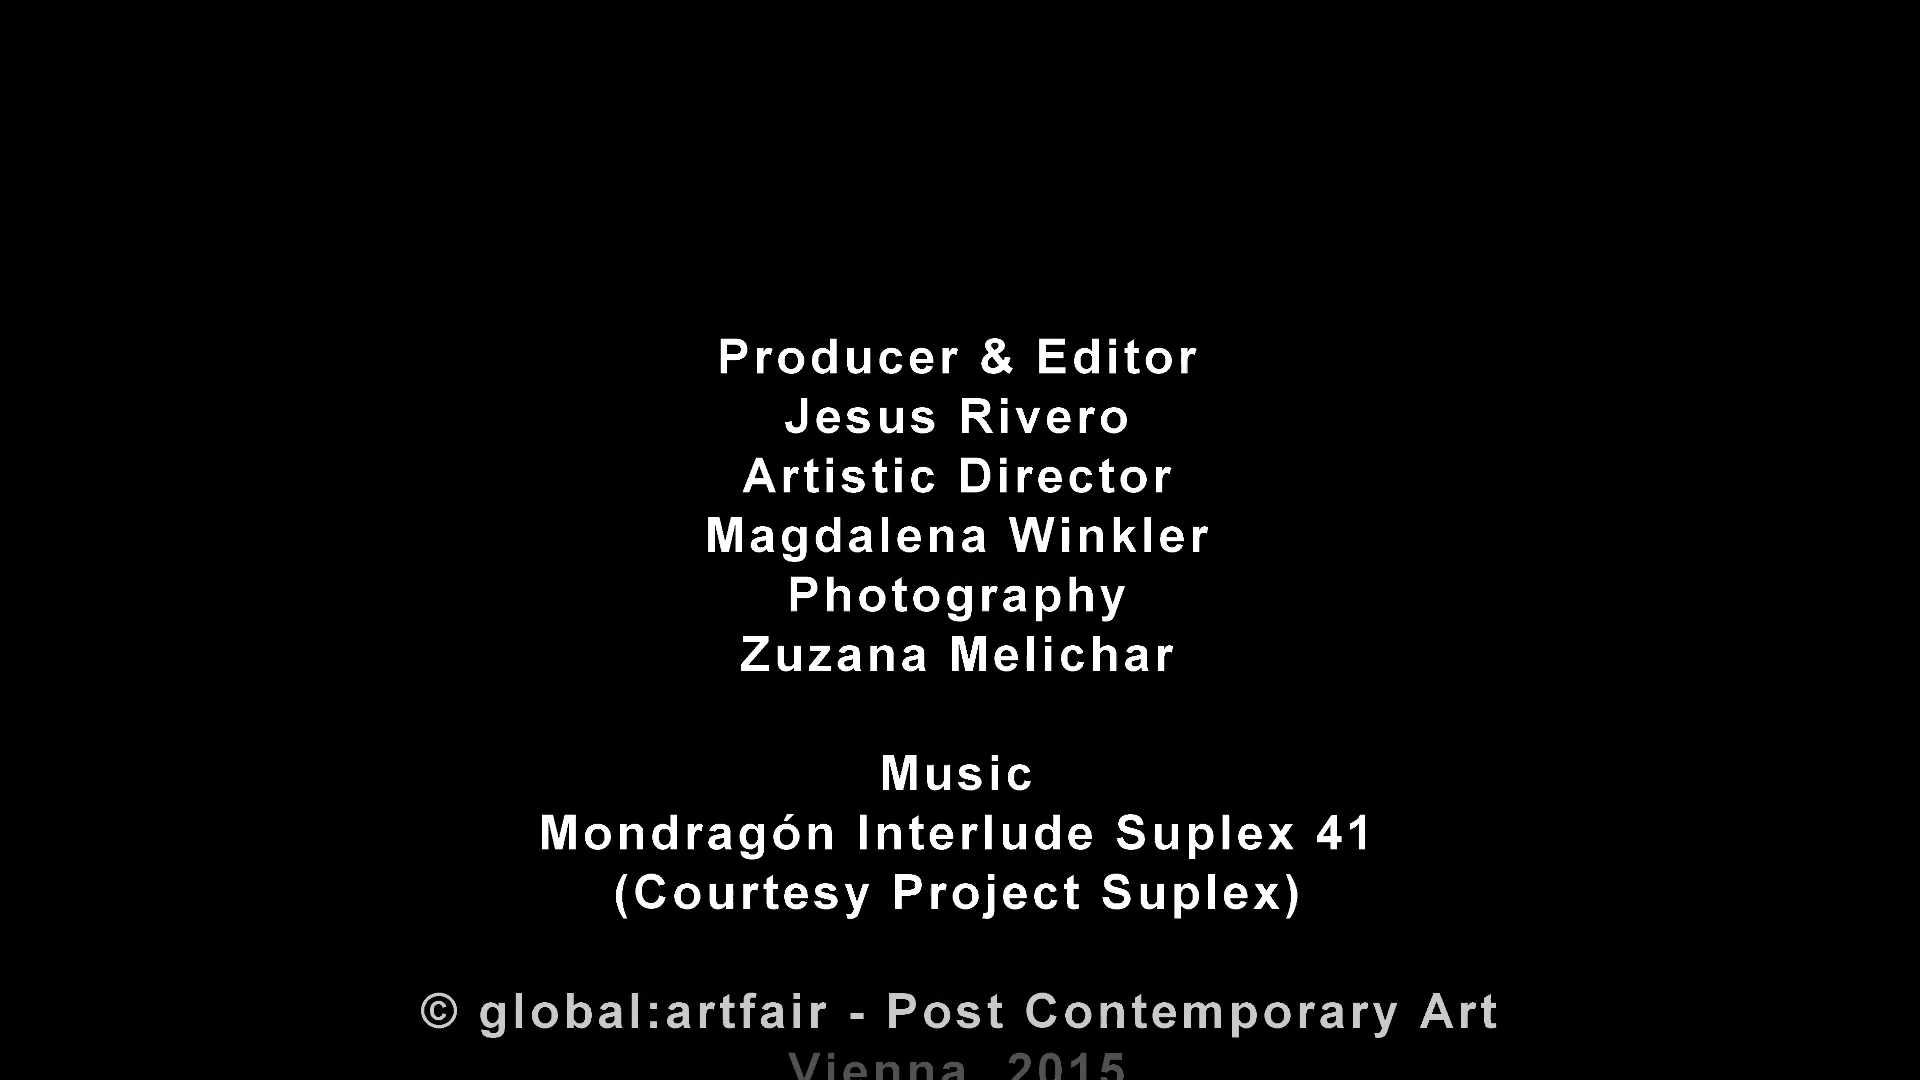 Producer & Editor
Jesus Rivero
Artistic Director
Magdalena Winkler
Photography
Zuzana Melichar
Music
Mondragón Interlude Suplex 41
(Courtesy Project Suplex)
© global:artfair - Post Contemporary Art
Vienna, 2015